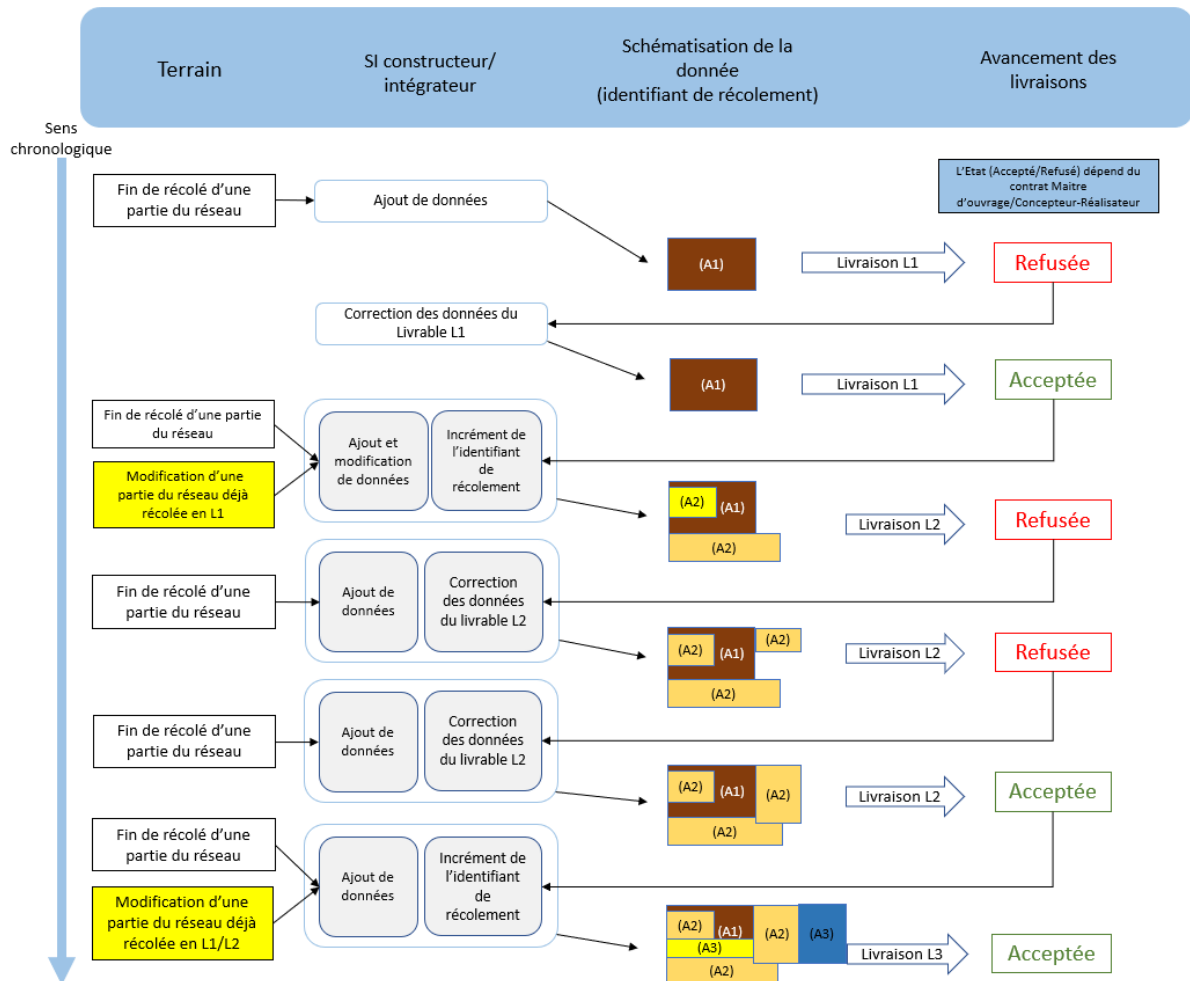 Terrain
SI constructeur/
intégrateur
Schématisation de la
donnée
(identifiant de récolement)
Avancement des
livraisons
Sens
chronologique
Fin de récolé d'une
partie du réseau
Ajout de données
L'Etat (Accepté/Refusé) dépend du
contrat Maitre
d'ouvrage/Concepteur-Réalisateur
(A1)
Livraison L1
Refusée
Correction des données du
Livrable L1
(A1)
Livraison L1
Acceptée
Fin de récolé d'une partie
du réseau
Modification d'une
partie du réseau déjà
récolée en L1
Ajout et
modification
de données
Incrément de
l'identifiant
de
récolement
(A2)
(A1)
(A2)
Livraison L2
Refusée
Fin de récolé d'une
partie du réseau
Ajout de
données
Correction
des données
du livrable L2
(A2)
(A1)
(A2)
(A2)
Livraison L2
Refusée
Fin de récolé d'une
partie du réseau
Ajout de
données
Correction
des données
du livrable L2
(A2)
(A1)
(A2)
(A2)
Livraison L2
Acceptée
Fin de récolé d'une
partie du réseau
Modification d'une
partie du réseau déjà
récolée en L1/L2
Ajout de
données
Incrément de
l'identifiant
de
récolement
(A2)
(A1)
(A2)
(A3)
(A3)
(A2)
Livraison L3
Acceptée